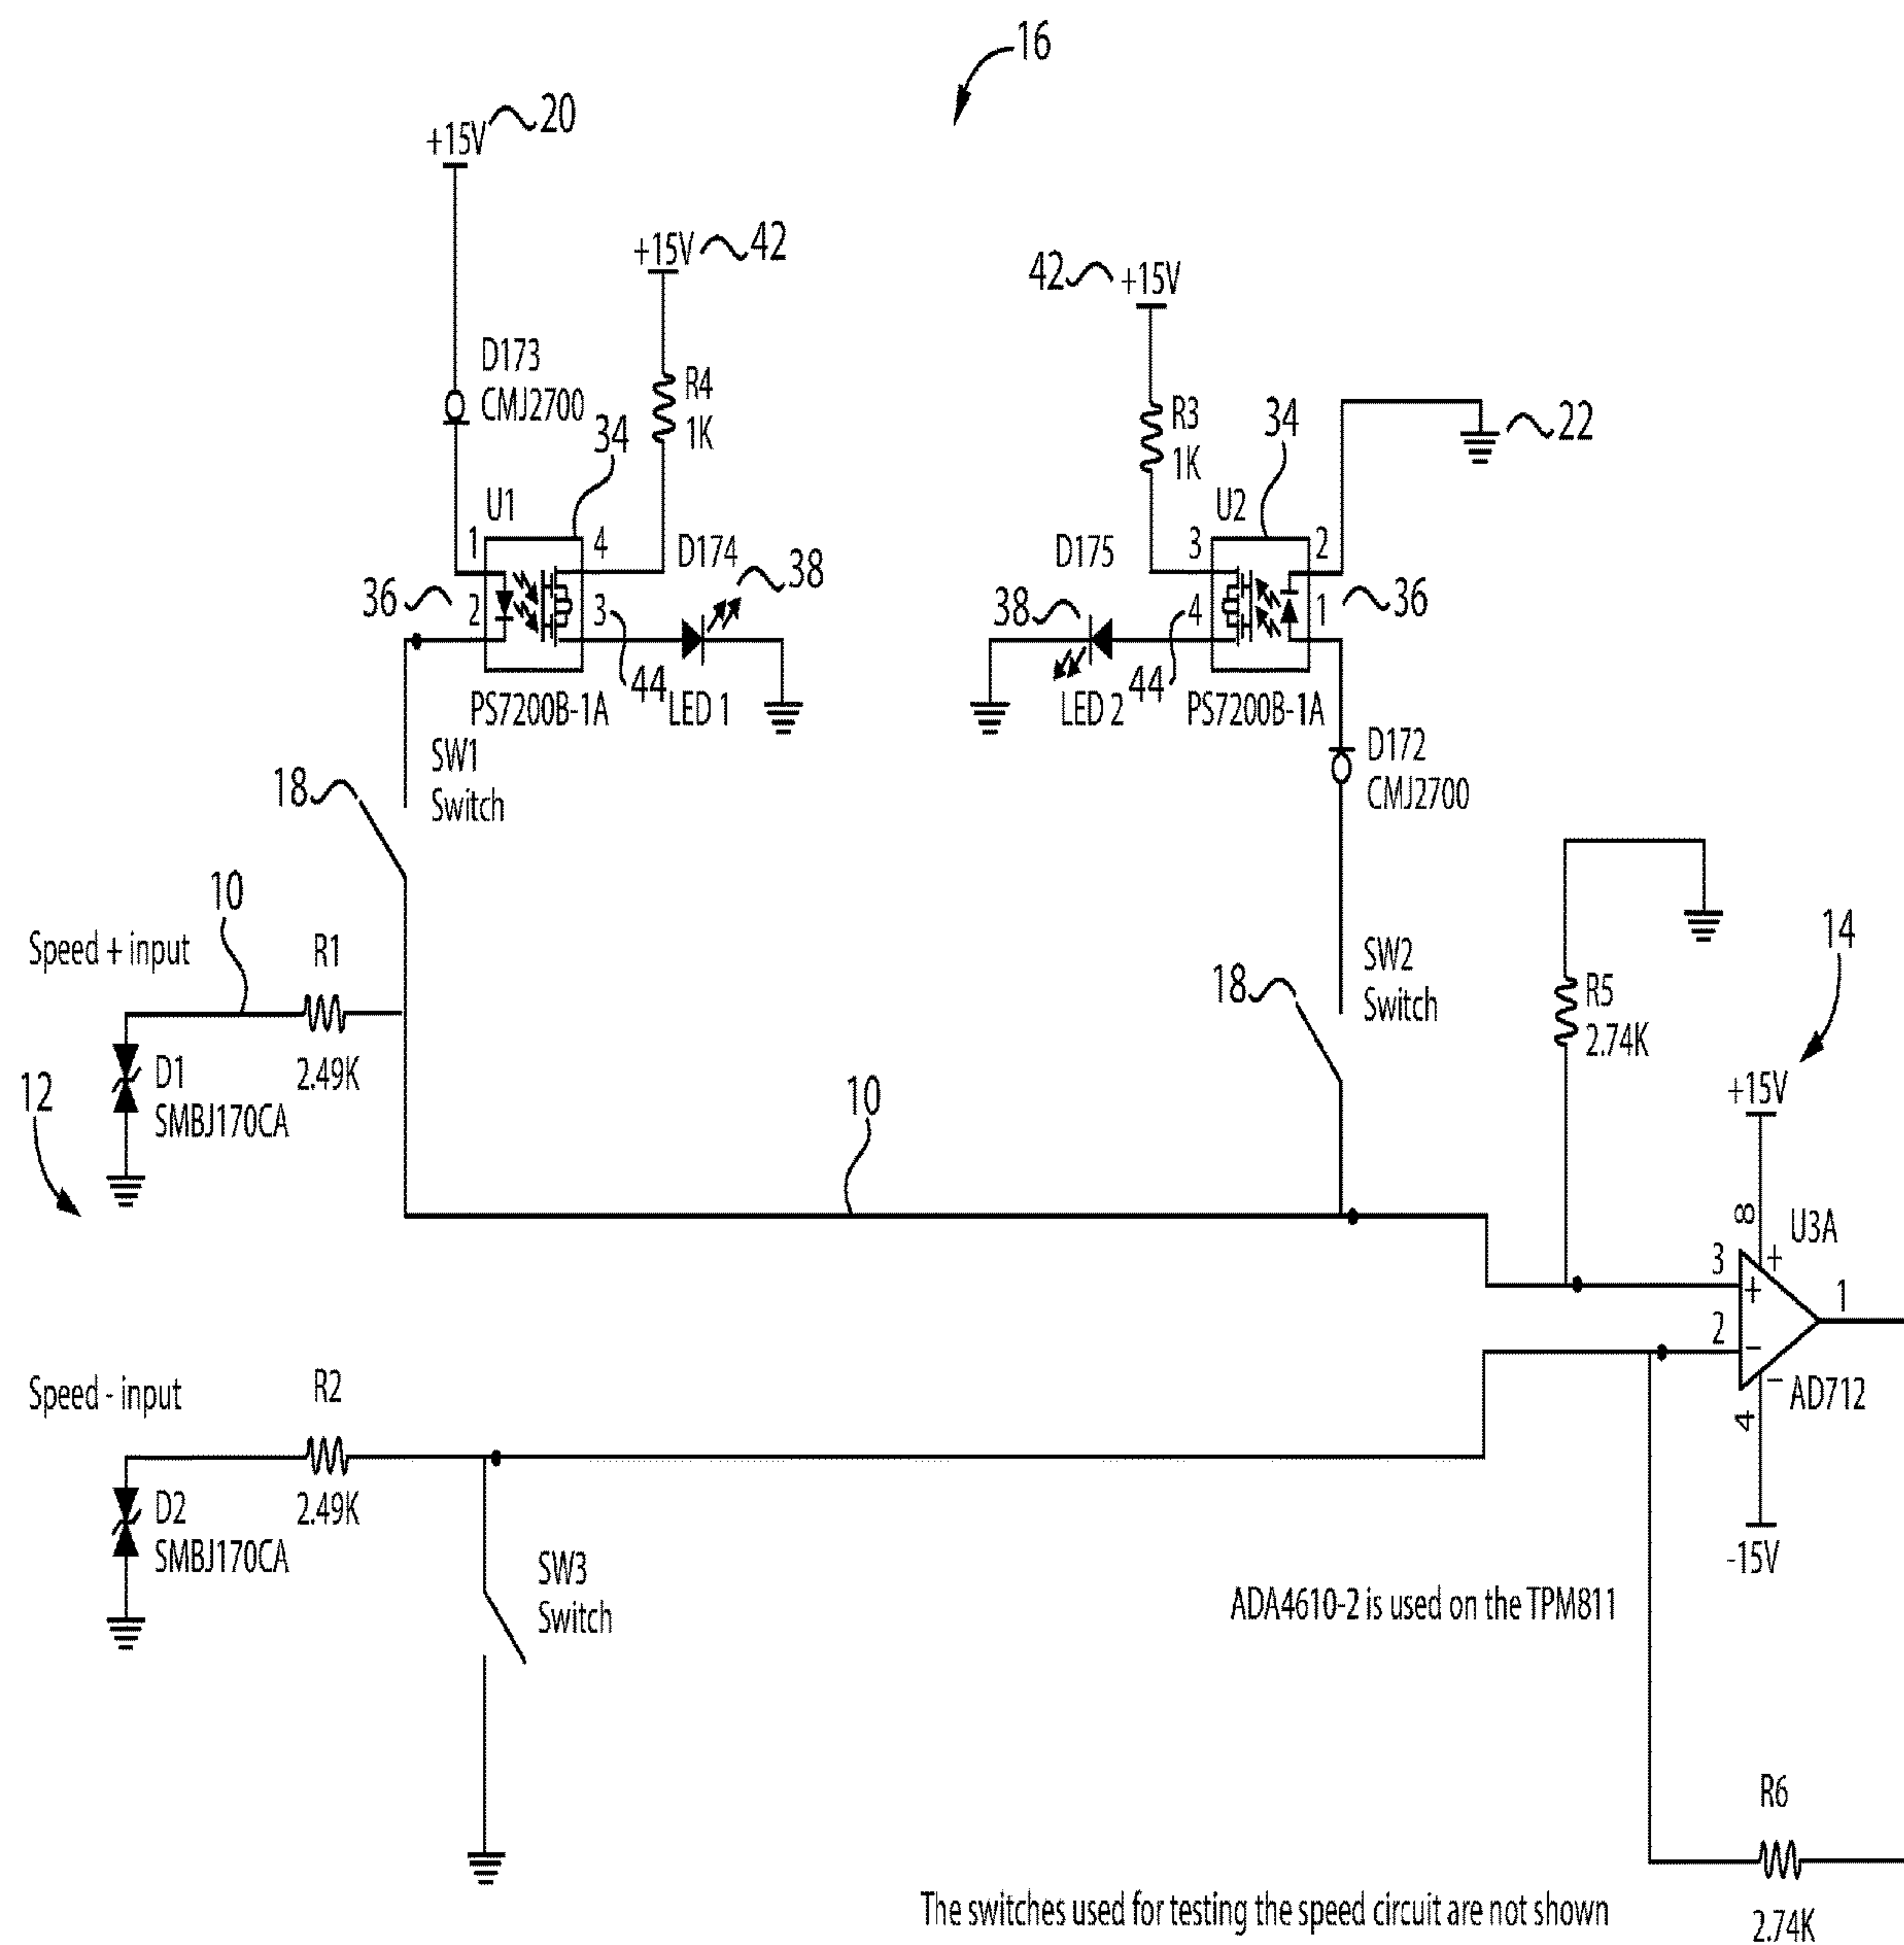 16
+15V 20
+15V 42
42 +15V
D173
CMJ2700
R4
1K
34
R3
1K
34
22
U1
1
4
2
3
36
D174
38
44
PS7200B-1A
LED 1
D175
U2
3
2
4
1
38
36
44
LED 2
PS7200B-1A
SW1
Switch
18
D172
CMJ2700
10
Speed + input
R1
2.49K
D1
SMBJ170CA
12
10
SW2
Switch
18
R5
2.74K
14
+15V
8
U3A
+
3
+
1
2
-
-
AD712
4
-15V
Speed - input
R2
2.49K
D2
SMBJ170CA
SW3
Switch
ADA4610-2 is used on the TPM811
R6
2.74K
The switches used for testing the speed circuit are not shown